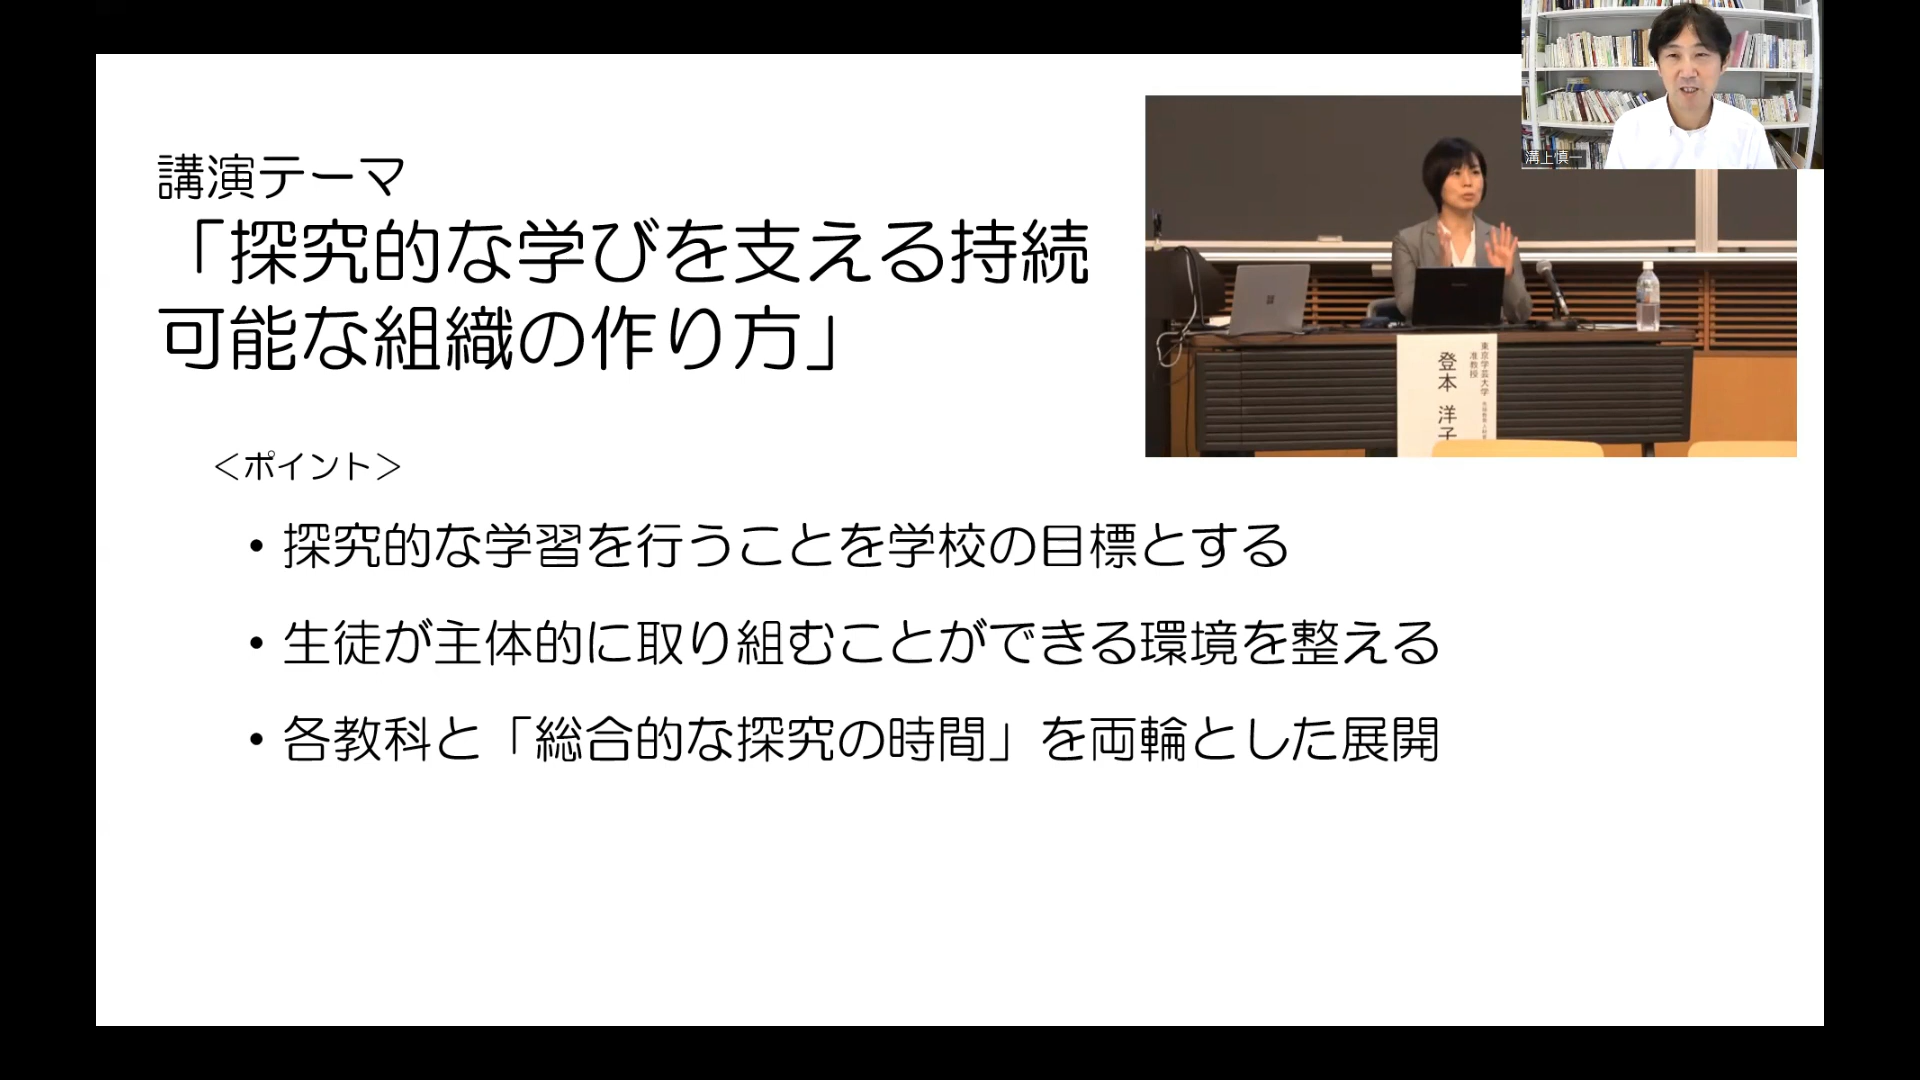 講演テーマ
「探究的な学びを支える持続
可能な組織の作り方」
＜ポイント＞
• 探究的な学習を行うことを学校の目標とする
• 生徒が主体的に取り組むことができる環境を整える
• 各教科と「総合的な探究の時間」を両輪とした展開
溝上慎一
東京学芸大学
准教授
登本 洋子